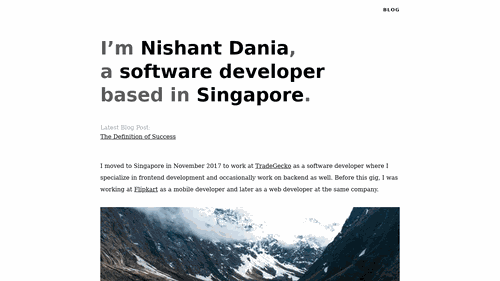 BLOG
I’m Nishant Dania,
a software developer
based in Singapore.
Latest Blog Post:
The Definition of Success
I moved to Singapore in November 2017 to work at TradeGecko as a software developer where I
specialize in frontend development and occasionally work on backend as well. Before this gig, I was
working at Flipkart as a mobile developer and later as a web developer at the same company.